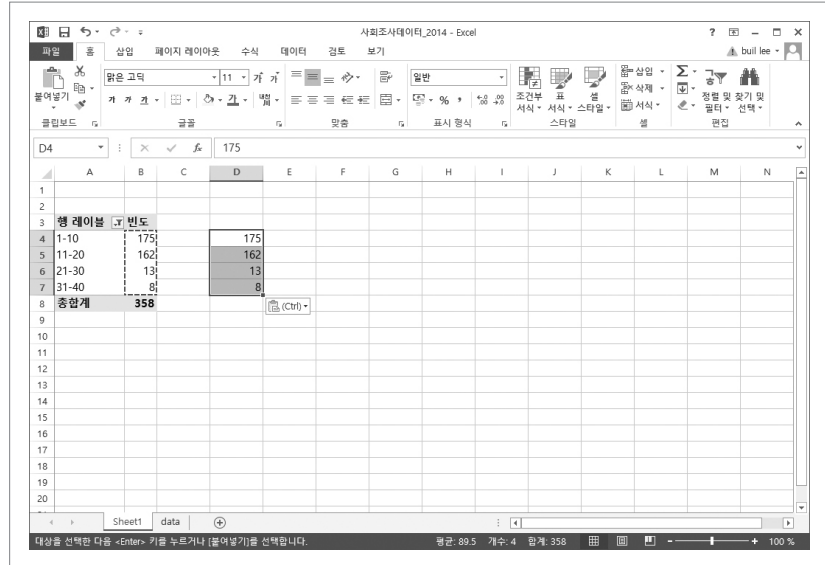 사회조사데이터_2014 - Excel
파일 홈 삽입 페이지 레이아웃 수식 데이터 검토 보기 buil lee
붙여넣기
맑은 고딕 11 가 가
가 가 가 가 내천
일반
% ,
조건부 서식
표 서식
셀 스타일
삽입
삭제
서식
정렬 및 필터
찾기 및 선택
클립보드 글꼴 맞춤 표시 형식 스타일 셀 편집
D4 fx 175
A B C D E F G H I J K L M N
1
2
3 행 레이블 빈도
4 1-10 175 175
5 11-20 162 162
6 21-30 13 13
7 31-40 8 8
8 총합계 358 (Ctrl)
9
10
11
12
13
14
15
16
17
18
19
20
Sheet1 data
대상을 선택한 다음 <Enter> 키를 누르거나 [붙여넣기]를 선택합니다. 평균: 89.5 개수: 4 합계: 358 100 %